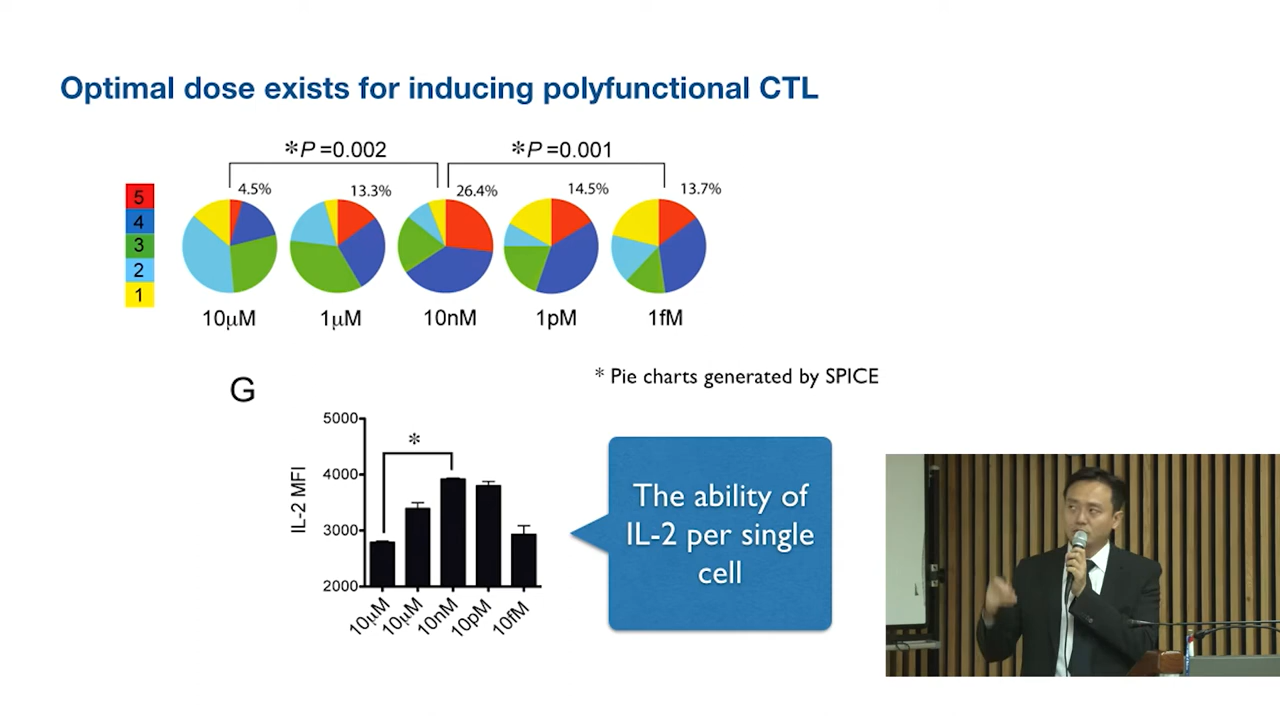 Optimal dose exists for inducing polyfunctional CTL
*P =0.002
*P =0.001
4.5%
13.3%
26.4%
14.5%
13.7%
5
4
3
2
1
10µM
1µM
10nM
1pM
1fM
* Pie charts generated by SPICE
G
5000
4000
3000
2000
IL-2 MFI
*
10µM
10µM
10nM
10pM
10fM
The ability of
IL-2 per single
cell